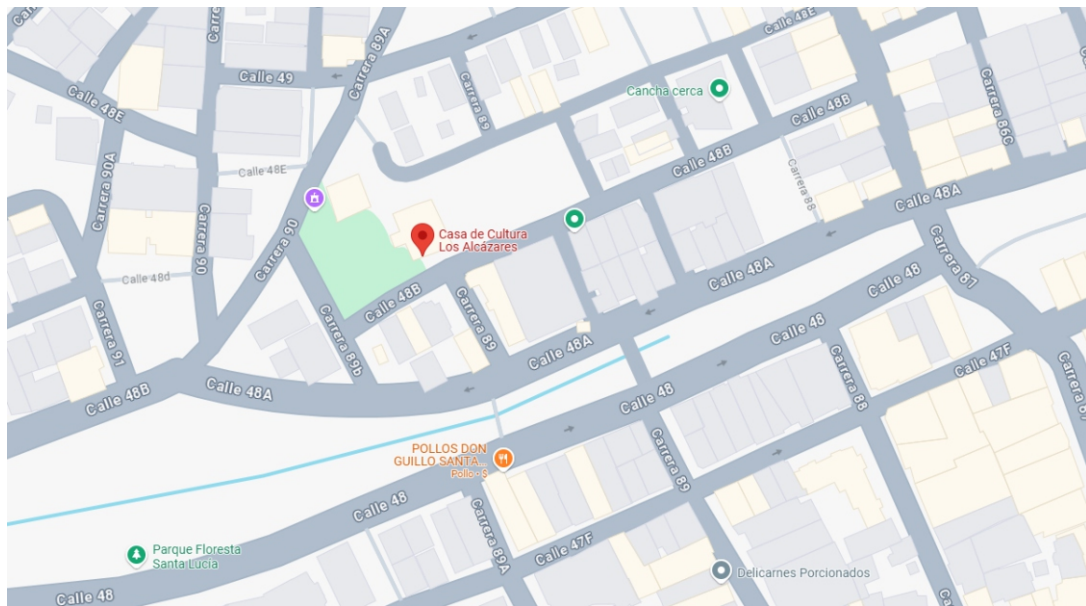 Calle 48E
Carrera 89A
Calle 49
Calle 48E
Carrera 89
Cancha cerca
Calle 48B
Carrera 86C
Carrera 90A
Calle 48E
Calle 48B
Carrera 88
Calle 48A
Carrera 90
Carrera 90
Casa de Cultura
Los Alcázares
Calle 48d
Calle 48A
Calle 48
Carrera 87
Calle 48B
Carrera 91
Carrera 89b
Carrera 89
Calle 48A
Calle 48
Calle 47F
Calle 48B
Calle 48A
Calle 48
Carrera 88
POLLOS DON
GUILLO SANTA...
Pollo • $
Carrera 89
Calle 48
Carrera 89A
Calle 47F
Parque Floresta
Santa Lucia
Delicarnes Porcionados
Calle 48